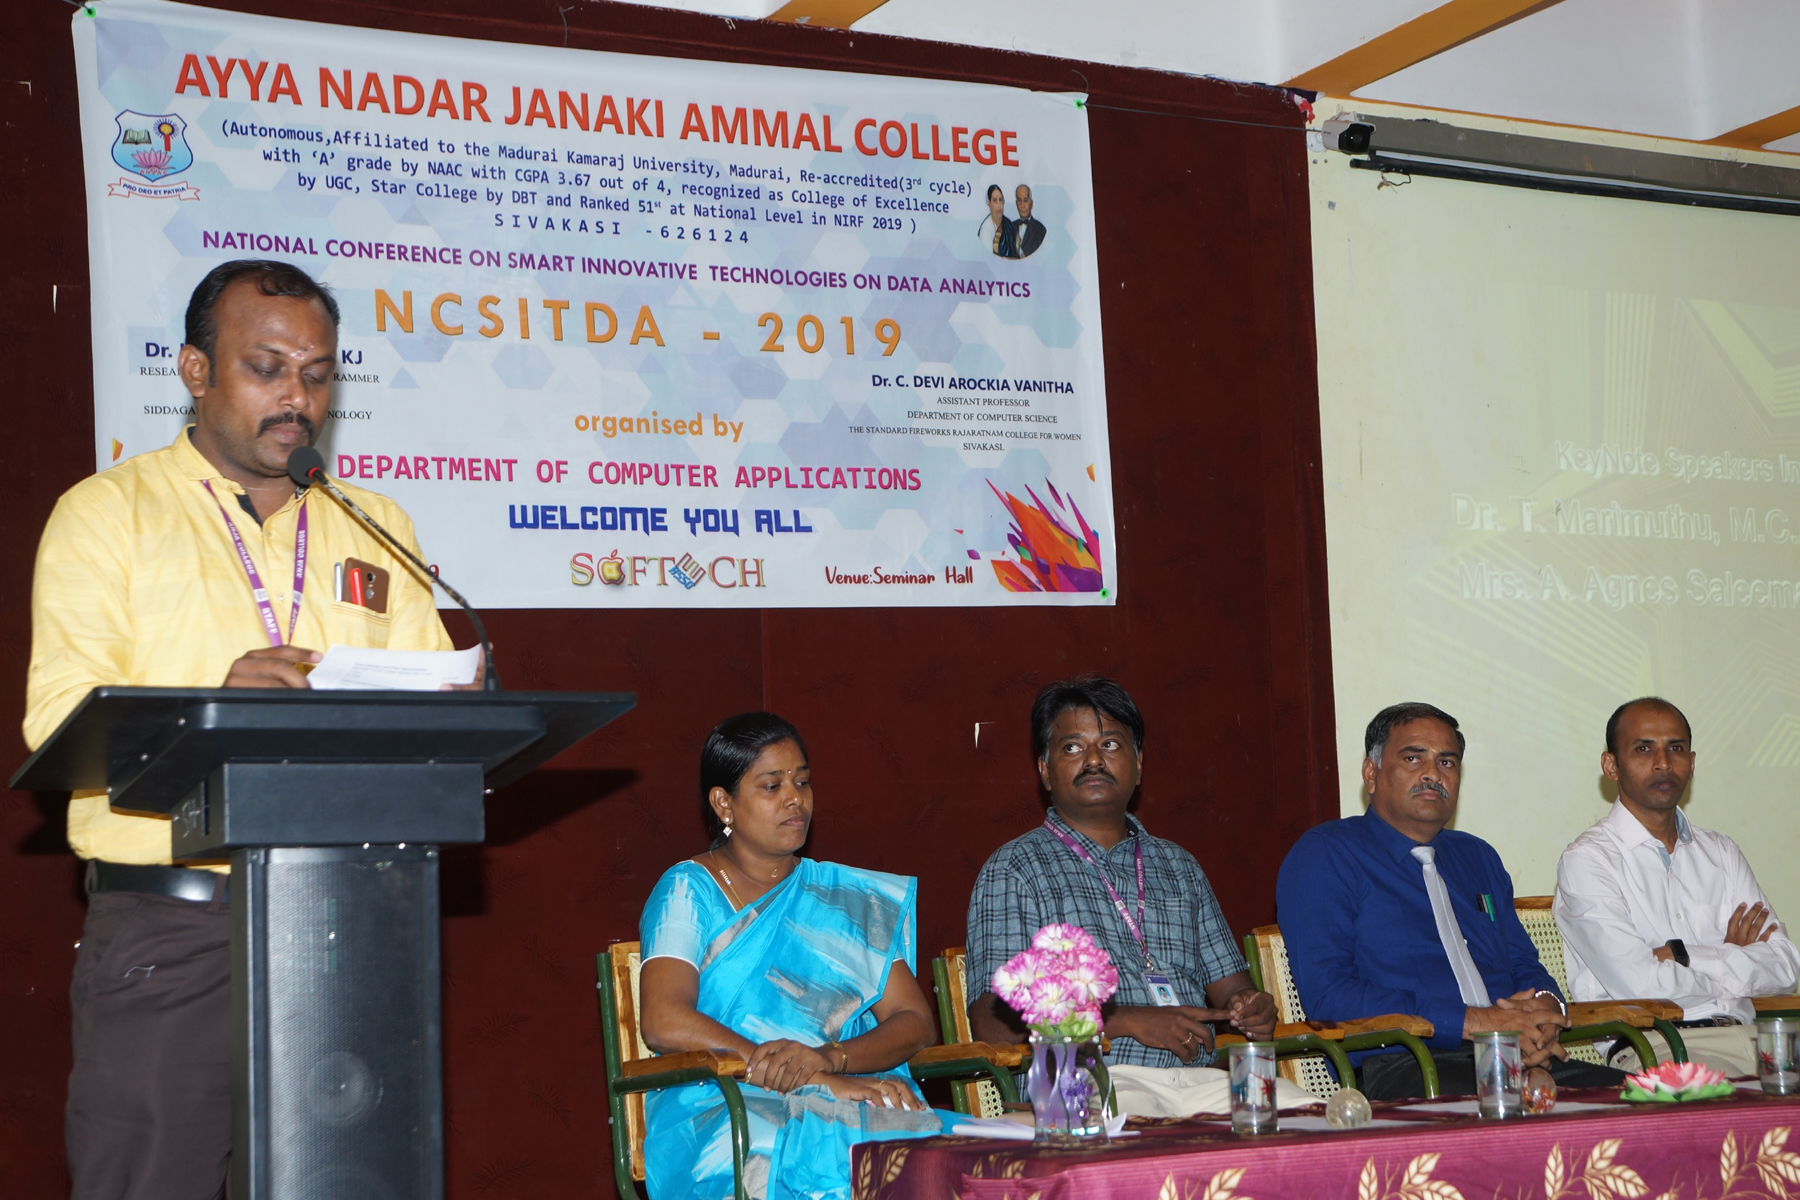 AYYA NADAR JANAKI AMMAL COLLEGE
(Autonomous,Affiliated to the Madurai Kamaraj University, Madurai, Re-accredited(3rd cycle)
with ‘A’ grade by NAAC with CGPA 3.67 out of 4, recognized as College of Excellence
by UGC, Star College by DBT and Ranked 51st at National Level in NIRF 2019 )
SIVAKASI -626124
PRO DEO ET PATRIA
NATIONAL CONFERENCE ON SMART INNOVATIVE TECHNOLOGIES ON DATA ANALYTICS
NCSITDA - 2019
Dr. KJ
Dr. C. DEVI AROCKIA VANITHA
ASSISTANT PROFESSOR
DEPARTMENT OF COMPUTER SCIENCE
THE STANDARD FIREWORKS RAJARATNAM COLLEGE FOR WOMEN
SIVAKASI.
organised by
DEPARTMENT OF COMPUTER APPLICATIONS
WELCOME YOU ALL
SOFTECH
Venue:Seminar Hall
KeyNote Speakers
Dr. T. Marimuthu,
Mrs. A. Agnes
ANJA COLLEGE
STAFF